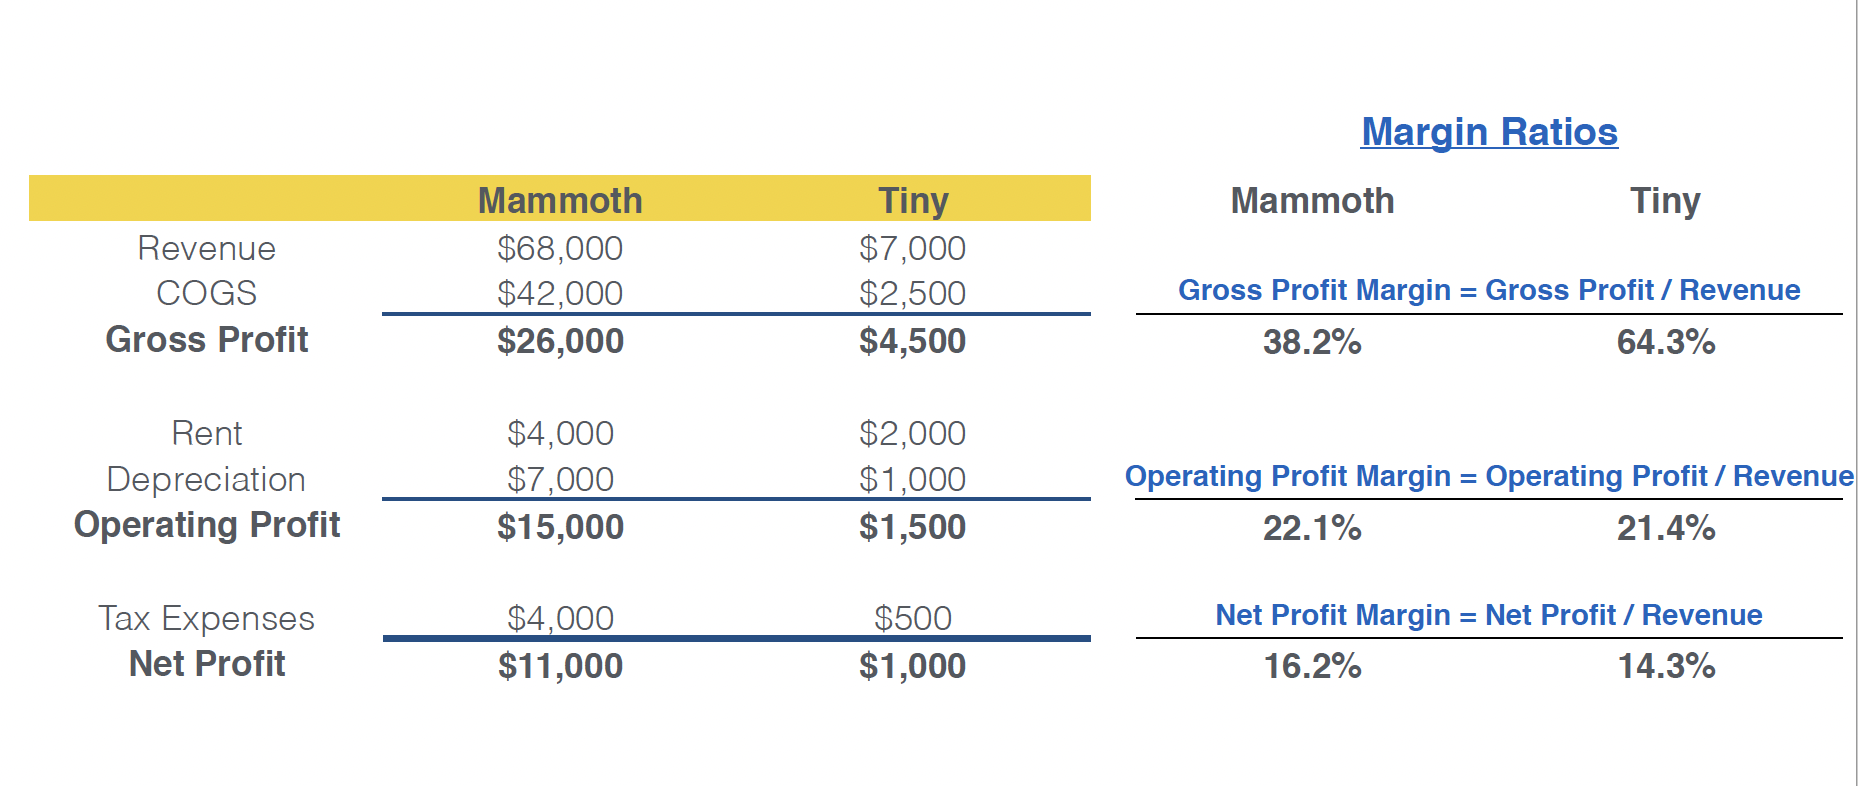 Margin Ratios
Mammoth Tiny Mammoth Tiny
Revenue $68,000 $7,000
COGS $42,000 $2,500 Gross Profit Margin = Gross Profit / Revenue
Gross Profit $26,000 $4,500 38.2% 64.3%
Rent $4,000 $2,000
Depreciation $7,000 $1,000 Operating Profit Margin = Operating Profit / Revenue
Operating Profit $15,000 $1,500 22.1% 21.4%
Tax Expenses $4,000 $500 Net Profit Margin = Net Profit / Revenue
Net Profit $11,000 $1,000 16.2% 14.3%